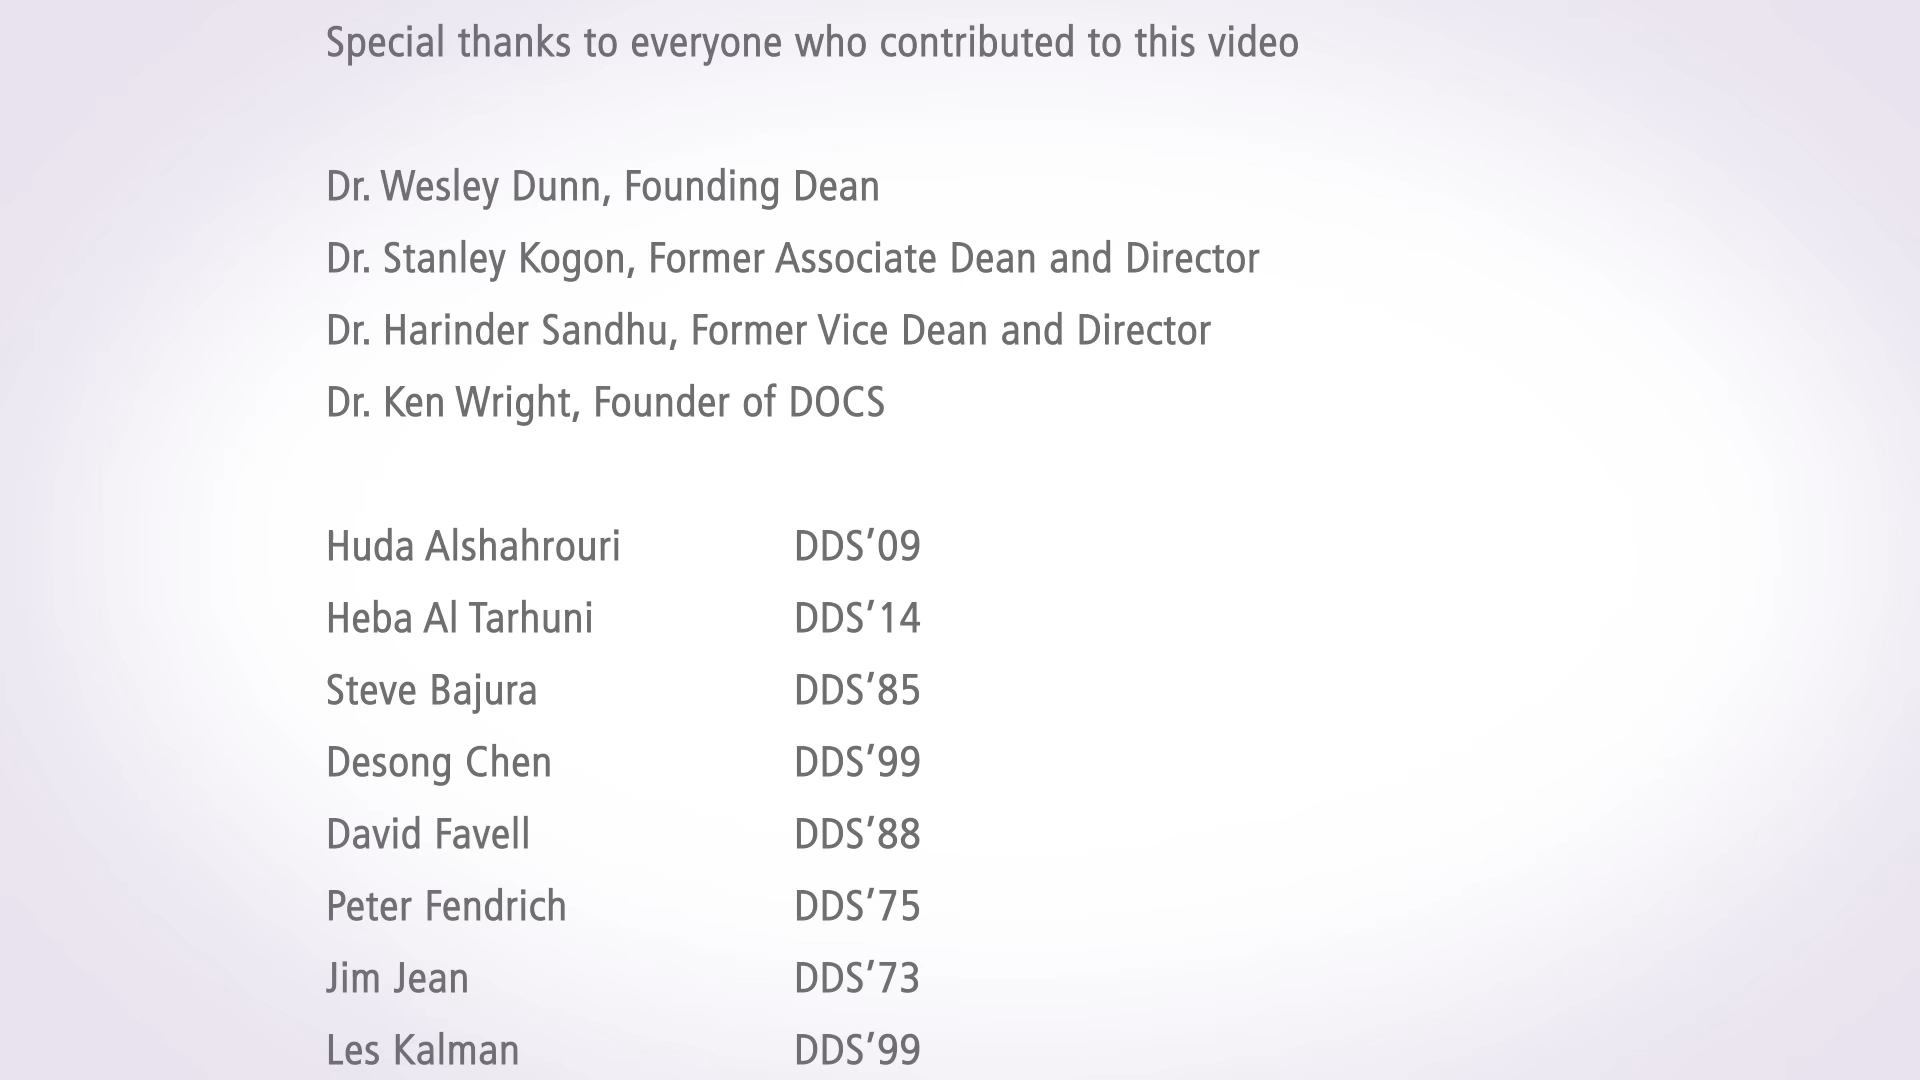 Special thanks to everyone who contributed to this video
Dr. Wesley Dunn, Founding Dean
Dr. Stanley Kogon, Former Associate Dean and Director
Dr. Harinder Sandhu, Former Vice Dean and Director
Dr. Ken Wright, Founder of DOCS
Huda Alshahrouri DDS’09
Heba Al Tarhuni DDS’14
Steve Bajura DDS’85
Desong Chen DDS’99
David Favell DDS’88
Peter Fendrich DDS’75
Jim Jean DDS’73
Les Kalman DDS’99